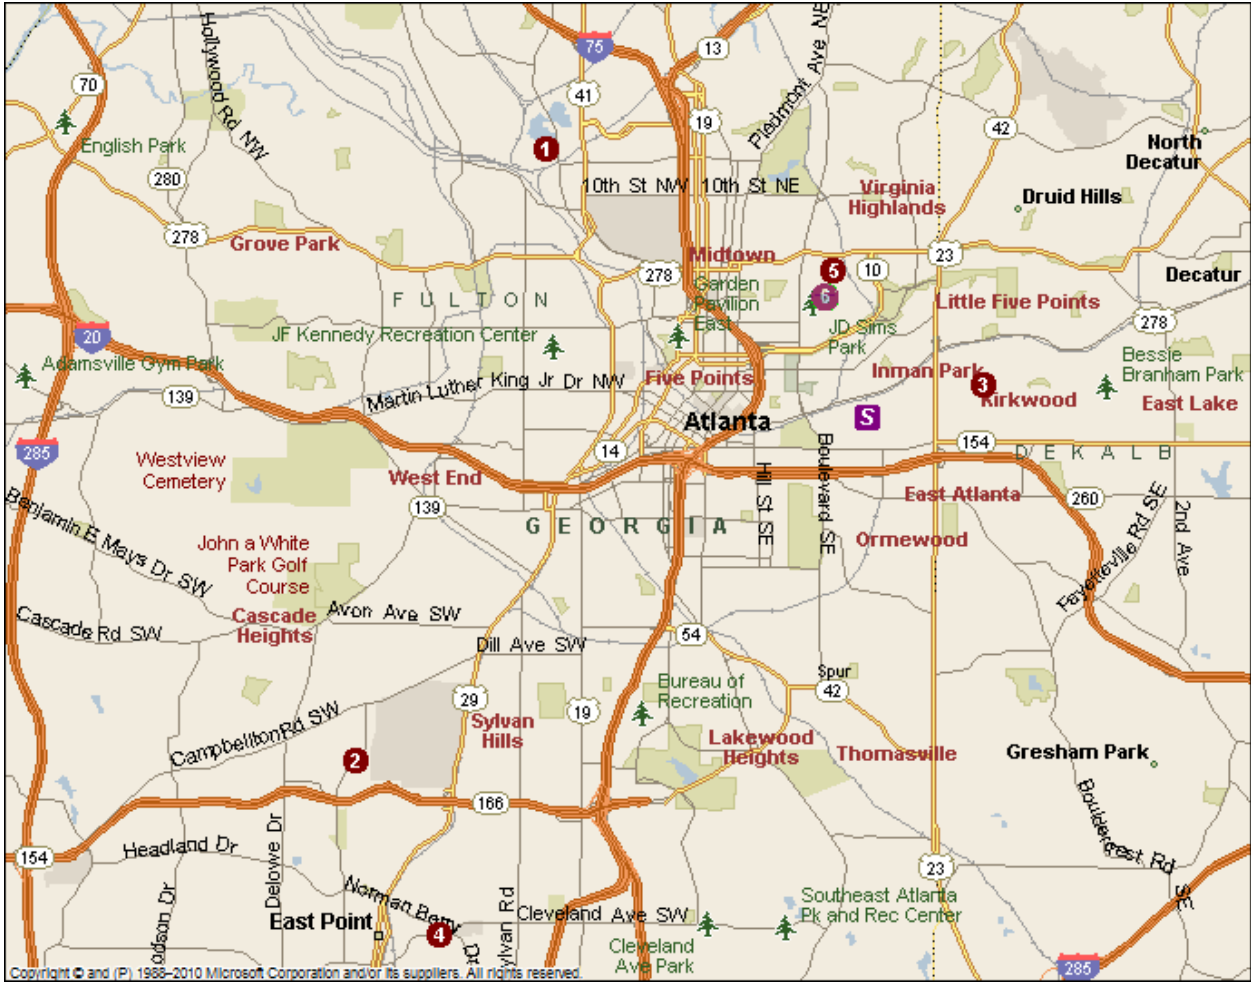 Hollywood Rd NW
75
13
Piedmont Ave NE
70
41
19
42
English Park
1
North
Decatur
280
10th St NW
10th St NE
Virginia
Highlands
Druid Hills
278
Grove Park
Midtown
23
278
5
10
Decatur
Garden
Pavilion
East
6
FULTON
Little Five Points
20
JF Kennedy Recreation Center
JD Sims
Park
278
Adamsville Gym Park
Bessie
Branham Park
Martin Luther King Jr Dr NW
Five Points
Inman Park
3
Kirkwood
139
East Lake
Atlanta
S
285
14
154
DEKALB
Westview
Cemetery
West End
Hill St SE
Boulevard SE
East Atlanta
260
Benjamin E Mays Dr SW
139
GEORGIA
Fayetteville Rd SE
2nd Ave
John a White
Park Golf
Course
Ormewood
Cascade
Heights
Avon Ave SW
Cascade Rd SW
Dill Ave SW
54
Spur
42
Bureau of
Recreation
29
19
Campbellton Rd SW
Sylvan
Hills
Lakewood
Heights
Thomasville
Gresham Park
2
166
Bouldercrest Rd SE
Headland Dr
Delowe Dr
154
23
Norman Berry Dr
odson Dr
ylvan Rd
Southeast Atlanta
Pk and Rec Center
East Point
4
Cleveland Ave SW
Cleveland
Ave Park
285
Copyright © and (P) 1988–2010 Microsoft Corporation and/or its suppliers. All rights reserved.